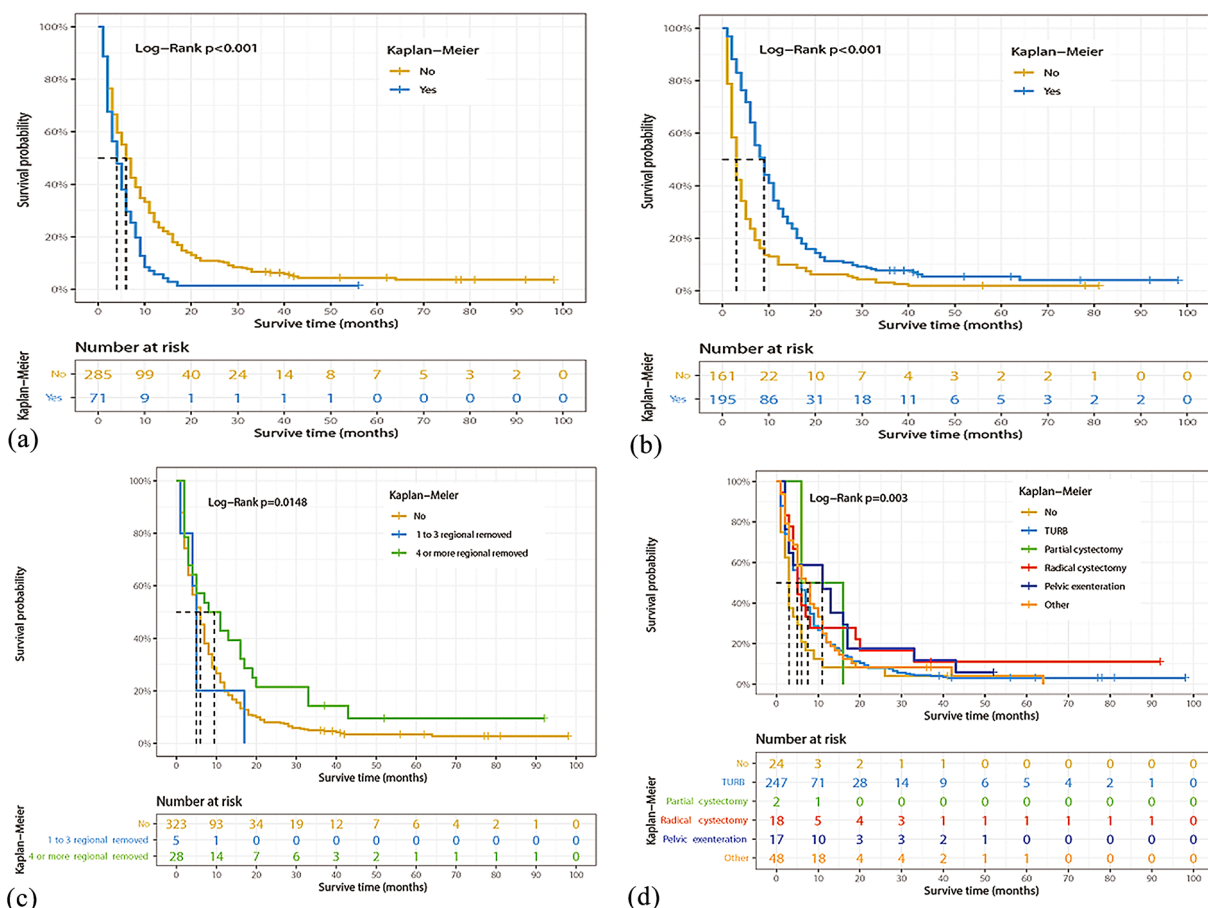 100%
80%
60%
40%
20%
0%
Survival probability
Log-Rank p<0.001
Kaplan-Meier
No
Yes
0 10 20 30 40 50 60 70 80 90 100
Survive time (months)
Number at risk
Kaplan-Meier
No 285 99 40 24 14 8 7 5 3 2 0
Yes 71 9 1 1 1 1 0 0 0 0 0
0 10 20 30 40 50 60 70 80 90 100
Survive time (months)
(a)
100%
80%
60%
40%
20%
0%
Survival probability
Log-Rank p<0.001
Kaplan-Meier
No
Yes
0 10 20 30 40 50 60 70 80 90 100
Survive time (months)
Number at risk
Kaplan-Meier
No 161 22 10 7 4 3 2 2 1 0 0
Yes 195 86 31 18 11 6 5 3 2 2 0
0 10 20 30 40 50 60 70 80 90 100
Survive time (months)
(b)
100%
80%
60%
40%
20%
0%
Survival probability
Log-Rank p=0.0148
Kaplan-Meier
No
1 to 3 regional removed
4 or more regional removed
0 10 20 30 40 50 60 70 80 90 100
Survive time (months)
Number at risk
Kaplan-Meier
No 323 93 34 19 12 7 6 4 2 1 0
1 to 3 regional removed 5 1 0 0 0 0 0 0 0 0 0
4 or more regional removed 28 14 7 6 3 2 1 1 1 1 0
0 10 20 30 40 50 60 70 80 90 100
Survive time (months)
(c)
100%
80%
60%
40%
20%
0%
Survival probability
Log-Rank p=0.003
Kaplan-Meier
No
TURB
Partial cystectomy
Radical cystectomy
Pelvic exenteration
Other
0 10 20 30 40 50 60 70 80 90 100
Survive time (months)
Number at risk
Kaplan-Meier
No 24 3 2 1 1 0 0 0 0 0 0
TURB 247 71 28 14 9 6 5 4 2 1 0
Partial cystectomy 2 1 0 0 0 0 0 0 0 0 0
Radical cystectomy 18 5 4 3 1 1 1 1 1 1 0
Pelvic exenteration 17 10 3 3 2 1 0 0 0 0 0
Other 48 18 4 4 2 1 1 0 0 0 0
0 10 20 30 40 50 60 70 80 90 100
Survive time (months)
(d)